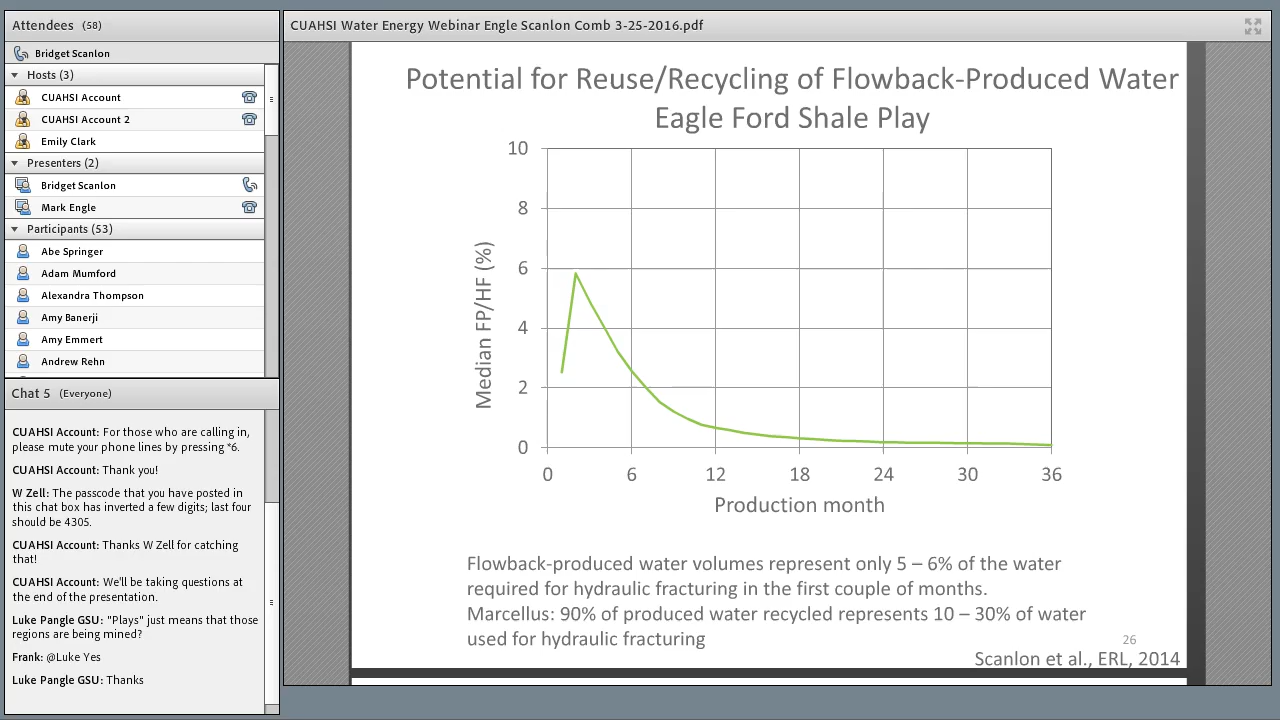 Attendees (58)
Bridget Scanlon
Hosts (3)
CUAHSI Account
CUAHSI Account 2
Emily Clark
Presenters (2)
Bridget Scanlon
Mark Engle
Participants (53)
Abe Springer
Adam Mumford
Alexandra Thompson
Amy Banerji
Amy Emmert
Andrew Rehn
Chat 5 (Everyone)
CUAHSI Account: For those who are calling in,
please mute your phone lines by pressing *6.
CUAHSI Account: Thank you!
W Zell: The passcode that you have posted in
this chat box has inverted a few digits; last four
should be 4305.
CUAHSI Account: Thanks W Zell for catching
that!
CUAHSI Account: We'll be taking questions at
the end of the presentation.
Luke Pangle GSU: "Plays" just means that those
regions are being mined?
Frank: @Luke Yes
Luke Pangle GSU: Thanks
CUAHSI Water Energy Webinar Engle Scanlon Comb 3-25-2016.pdf
Potential for Reuse/Recycling of Flowback-Produced Water
Eagle Ford Shale Play
Median FP/HF (%)
10
8
6
4
2
0
0 6 12 18 24 30 36
Production month
Flowback-produced water volumes represent only 5 – 6% of the water
required for hydraulic fracturing in the first couple of months.
Marcellus: 90% of produced water recycled represents 10 – 30% of water
used for hydraulic fracturing
26
Scanlon et al., ERL, 2014